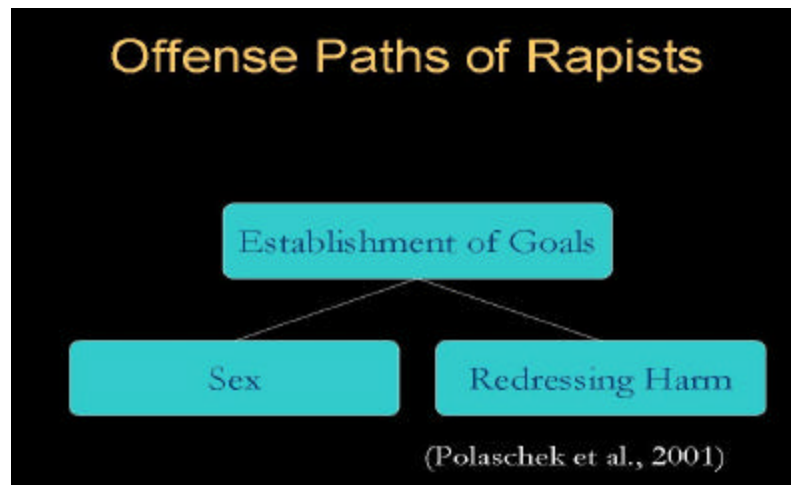 Offense Paths of Rapists
Establishment of Goals
Sex
Redressing Harm
(Polaschek et al., 2001)